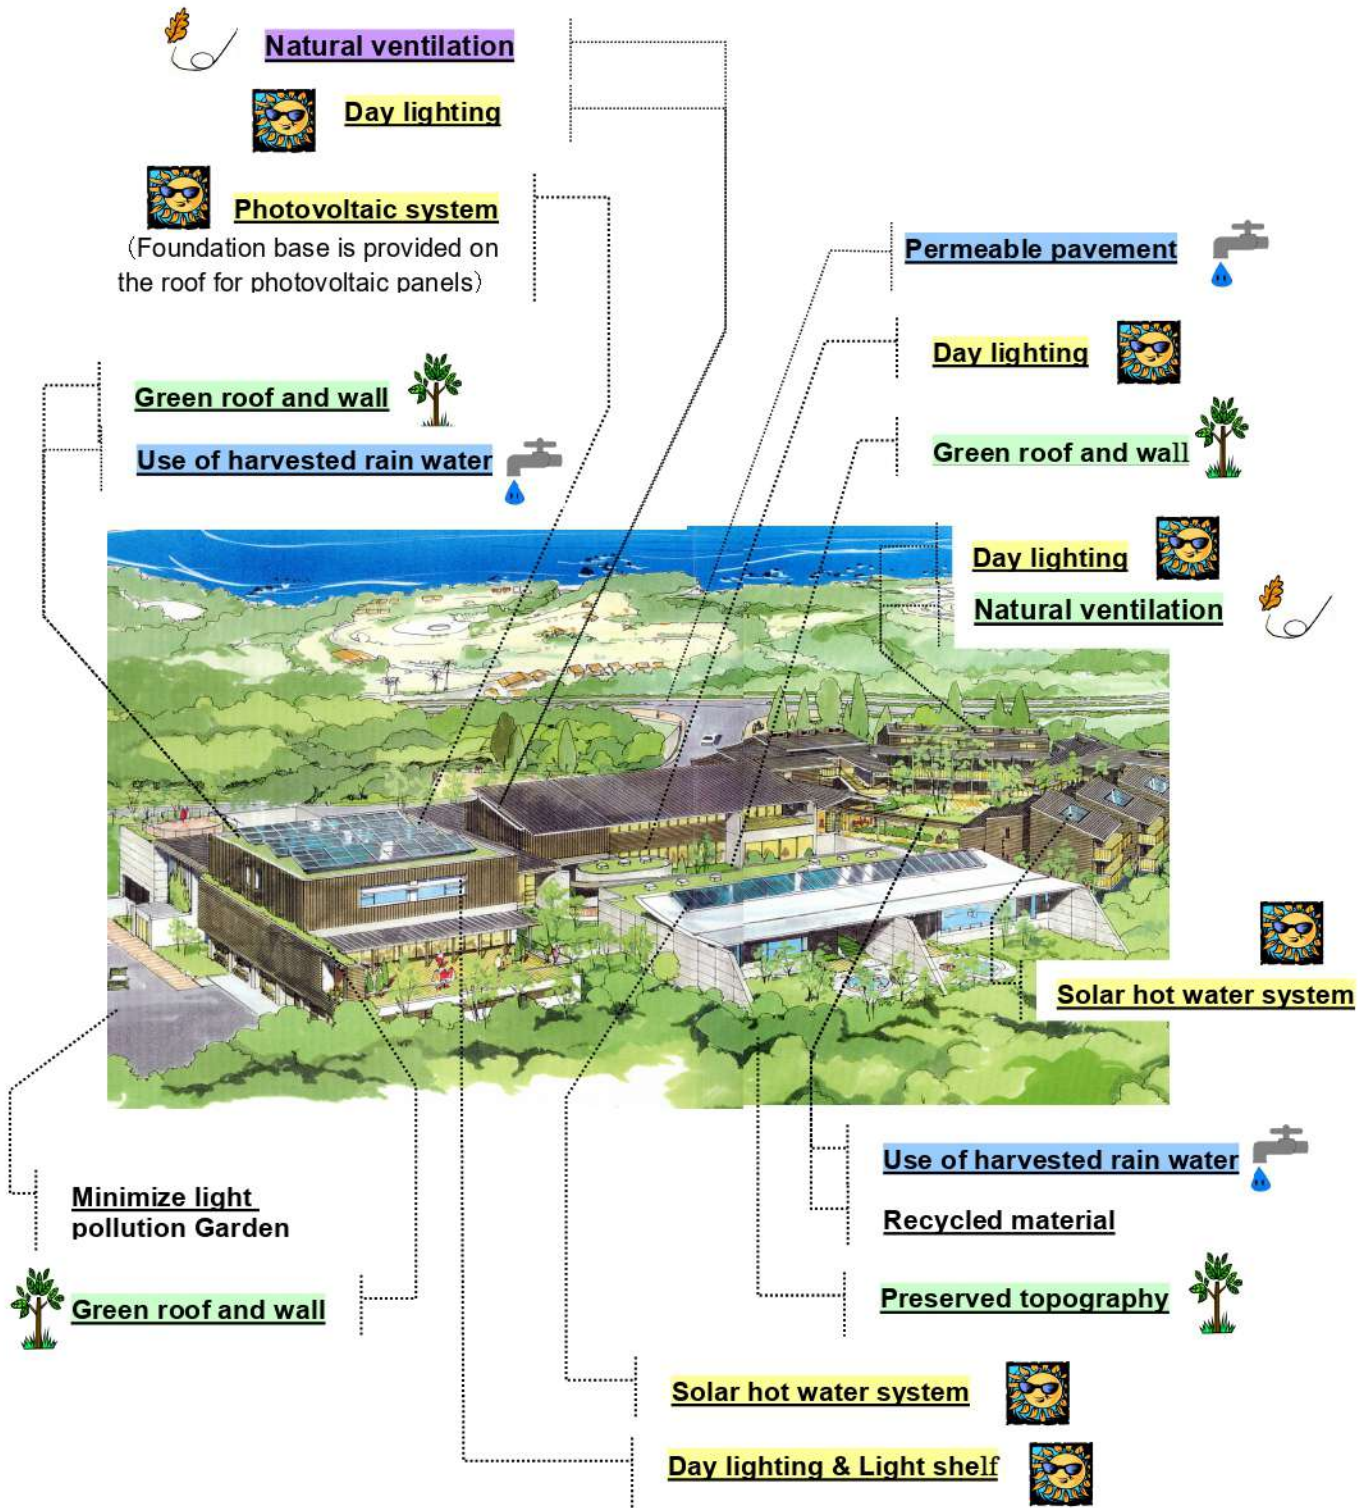 Natural ventilation
Day lighting
Photovoltaic system
（Foundation base is provided on
the roof for photovoltaic panels）
Permeable pavement
Day lighting
Green roof and wall
Use of harvested rain water
Green roof and wall
Day lighting
Natural ventilation
Solar hot water system
Use of harvested rain water
Recycled material
Minimize light
pollution Garden
Green roof and wall
Preserved topography
Solar hot water system
Day lighting & Light shelf